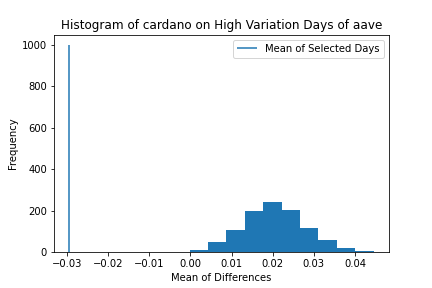 Histogram of cardano on High Variation Days of aave
Mean of Selected Days
Frequency
1000
800
600
400
200
0
−0.03 −0.02 −0.01 0.00 0.01 0.02 0.03 0.04
Mean of Differences